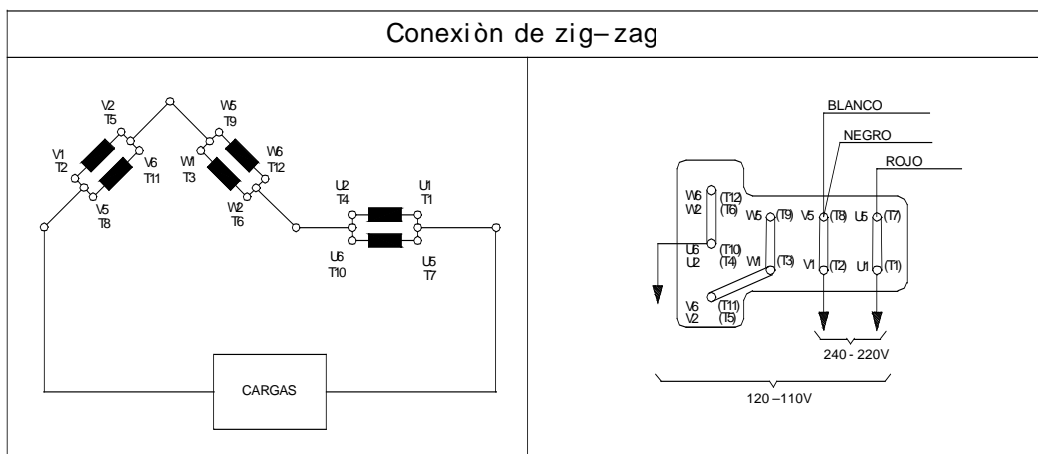 Conexiòn de zig–zag
V2
T5
V1
T2
V6
T11
V5
T8
W5
T9
W1
T3
W6
T12
W2
T6
U2
T4
U1
T1
U6
T10
U5
T7
CARGAS
BLANCO
NEGRO
ROJO
W6 (T12)
W2 (T6)
W5 (T9)
V5 (T8)
U5 (T7)
U6 (T10)
U2 (T4)
W1 (T3)
V1 (T2)
U1 (T1)
V6 (T11)
V2 (T5)
240 - 220V
120 –110V